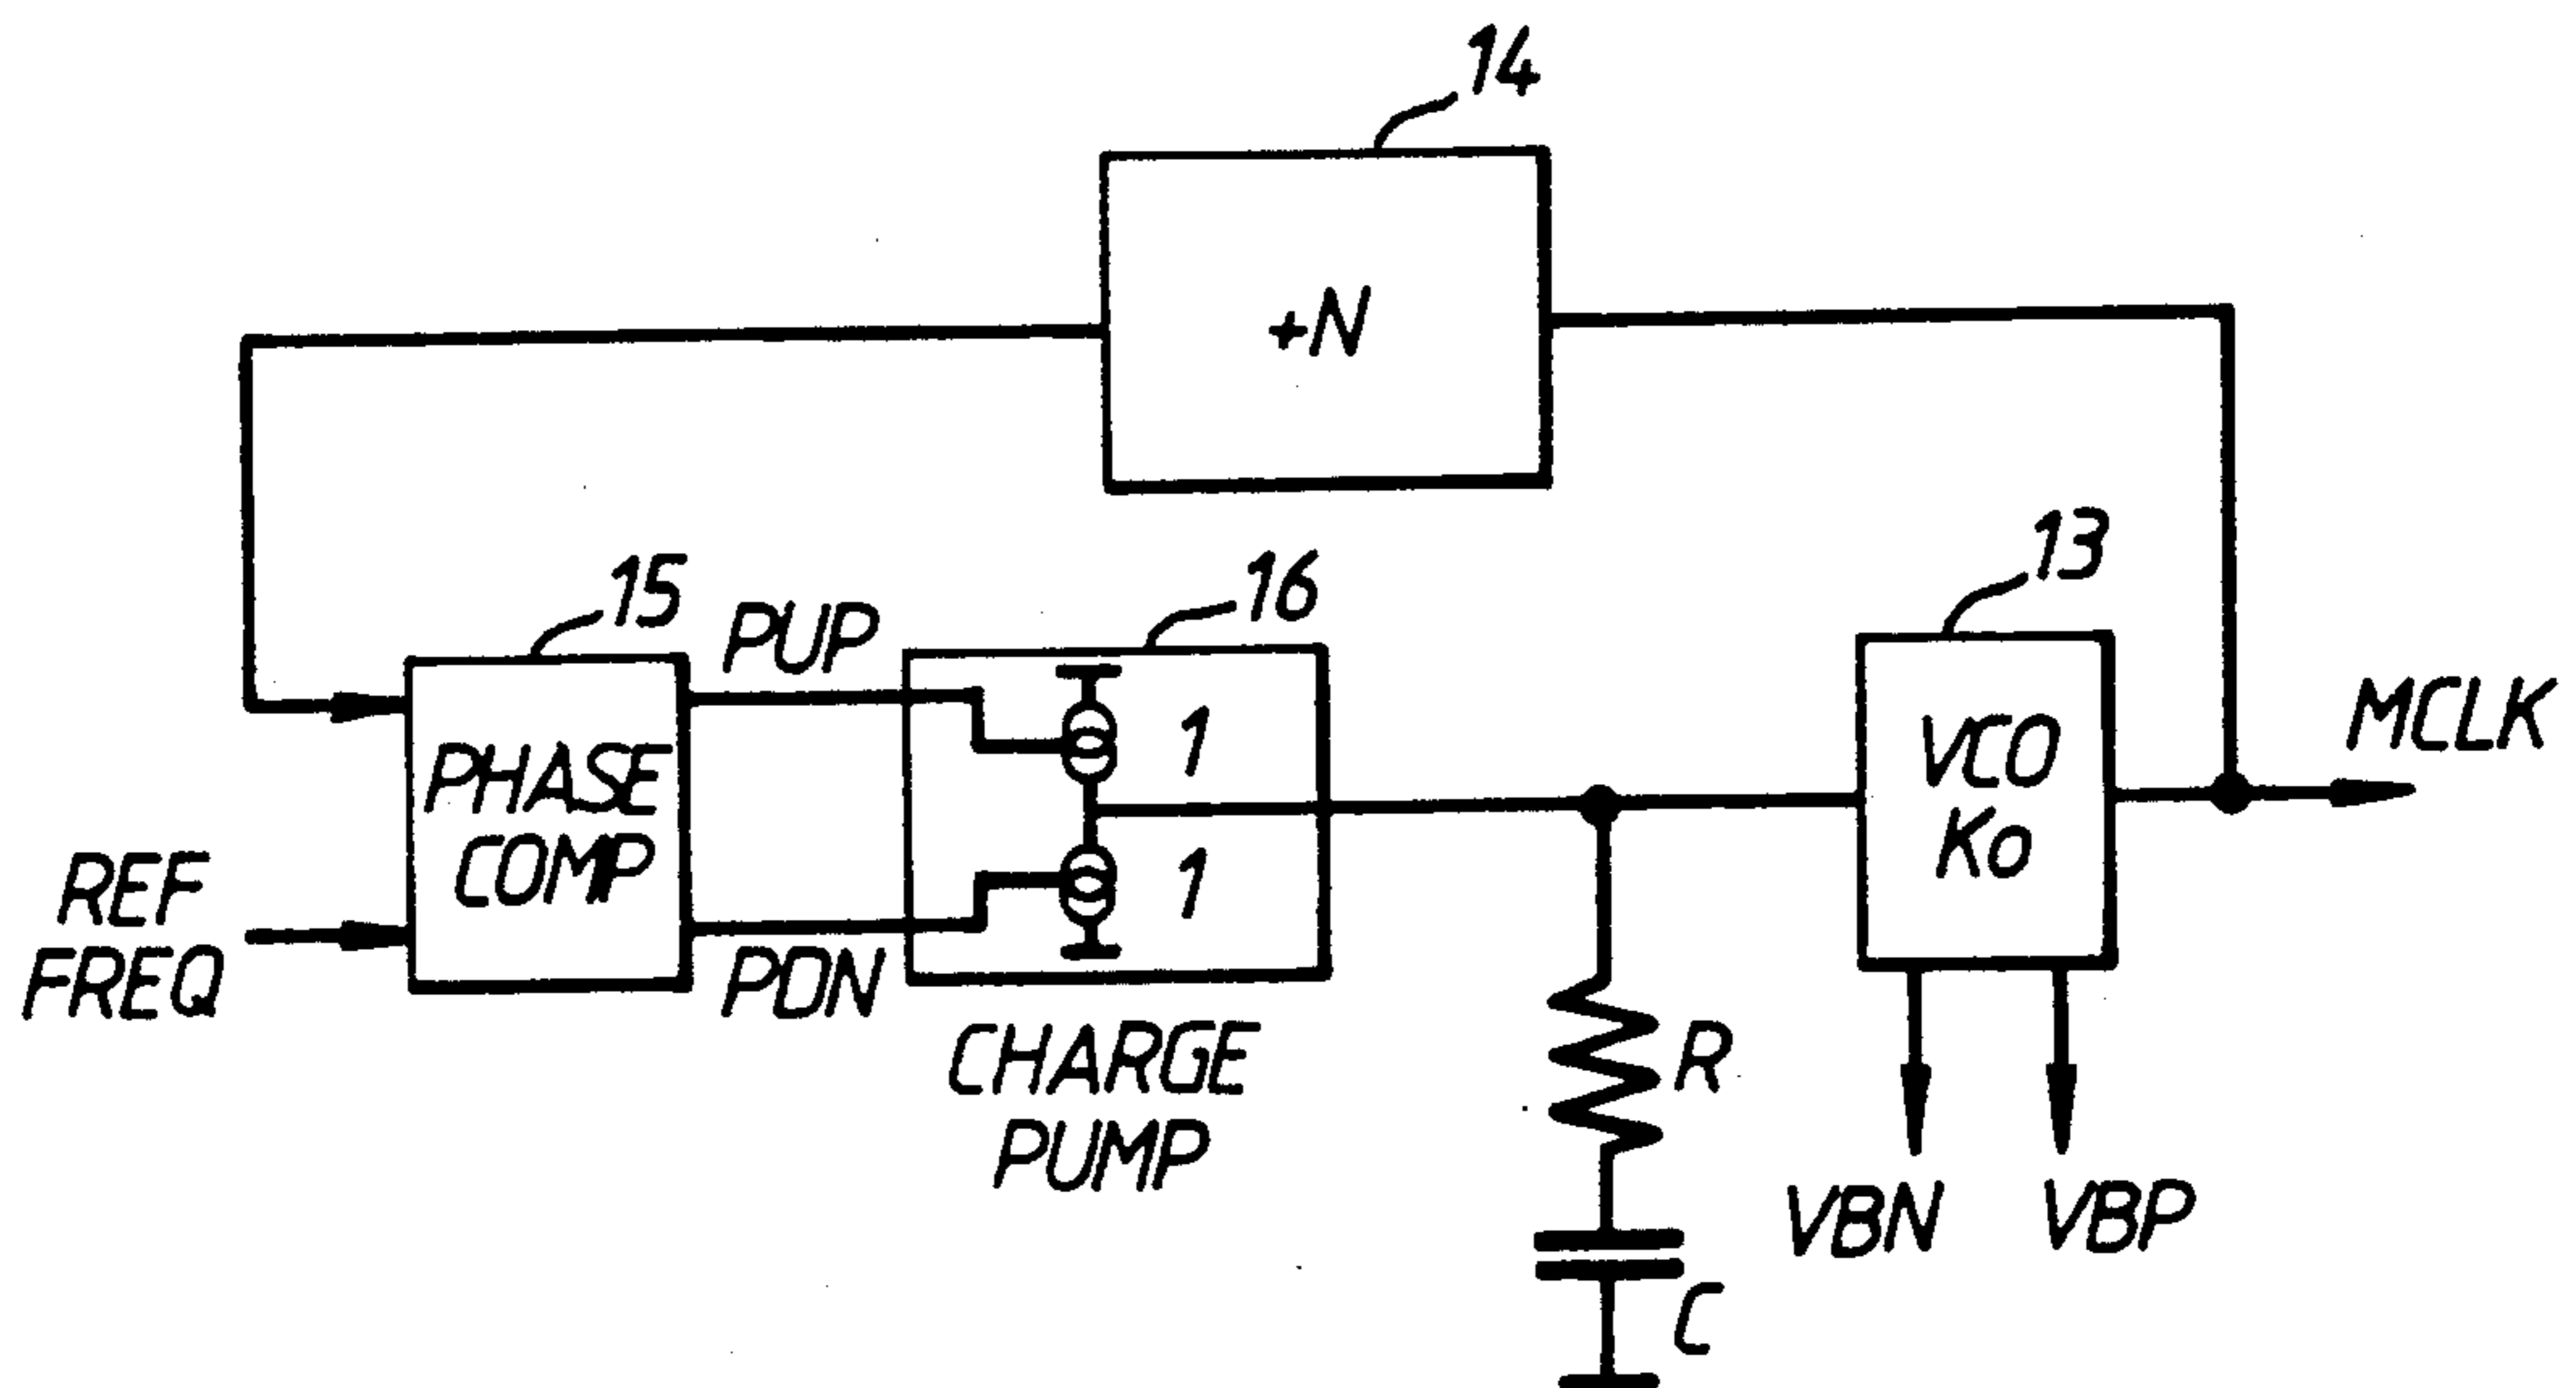 14
+N
15
PUP
16
13
1
PHASE
COMP
VCO
Ko
MCLK
REF
FREQ
1
PDN
CHARGE
PUMP
R
VBN
VBP
C